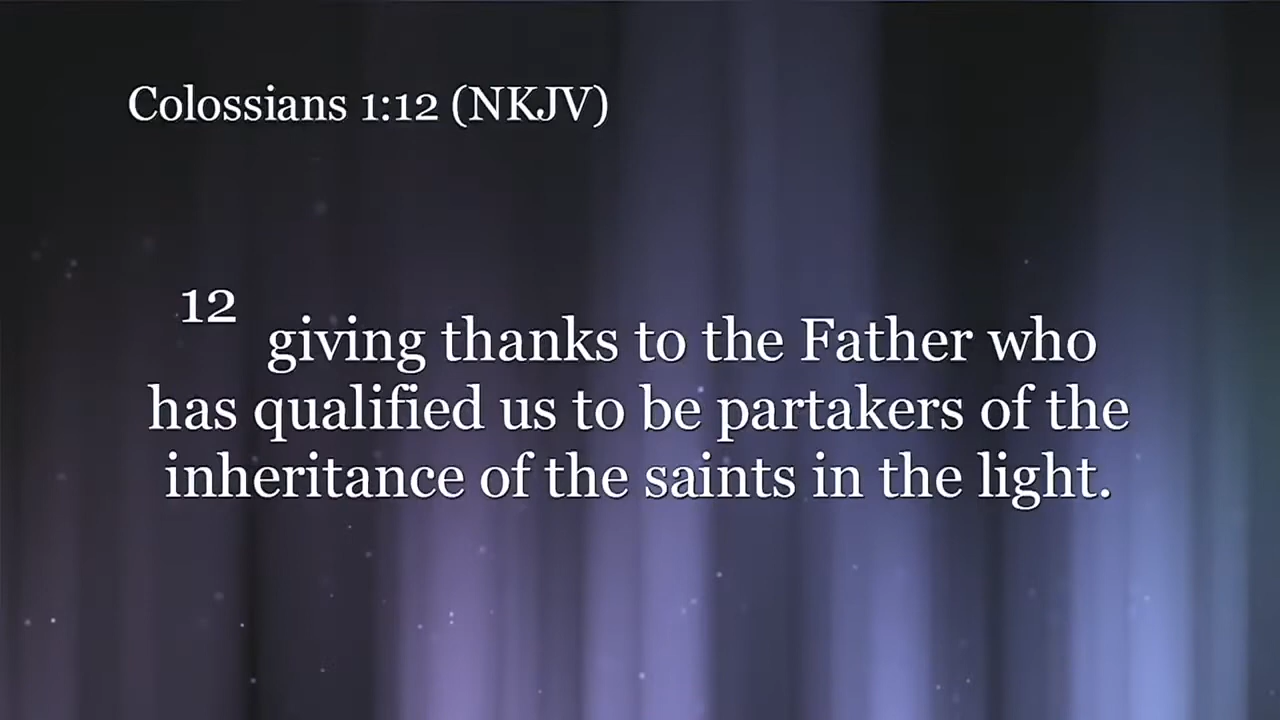 Colossians 1:12 (NKJV)
12 giving thanks to the Father who
has qualified us to be partakers of the
inheritance of the saints in the light.